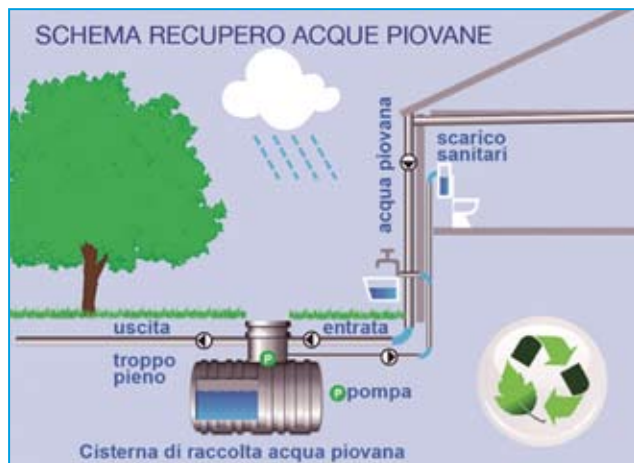 SCHEMA RECUPERO ACQUE PIOVANE
acqua piovana
scarico
sanitari
uscita
entrata
troppo
pieno
P
P pompa
Cisterna di raccolta acqua piovana